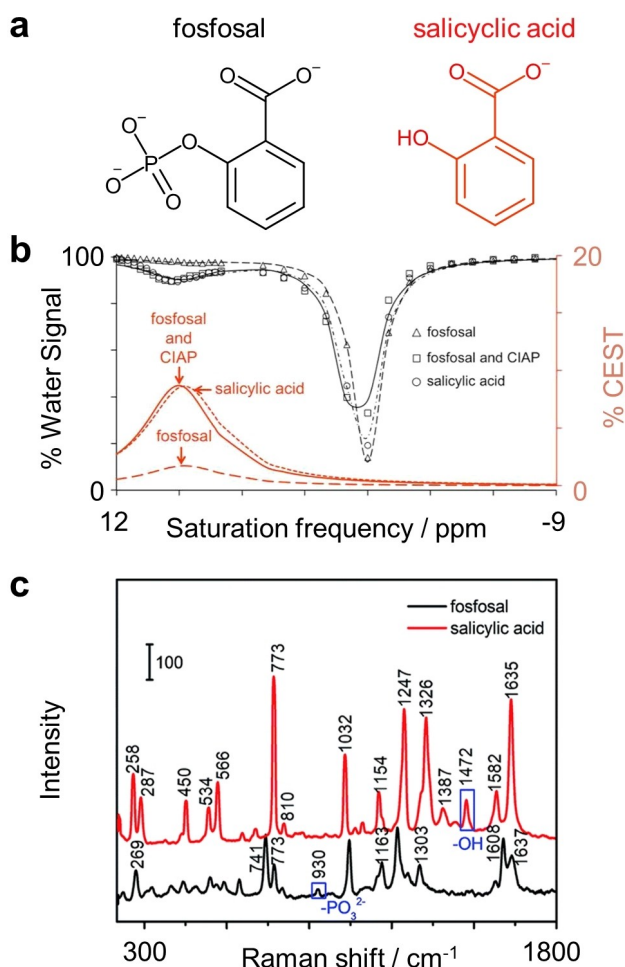 a
fosfosal
salicyclic acid
O
O⁻
O⁻
O
P
⁻O
O
O
O⁻
HO
b
100
20
% Water Signal
% CEST
fosfosal
and
CIAP
salicylic acid
fosfosal
fosfosal
fosfosal and CIAP
salicylic acid
0
0
12
Saturation frequency / ppm
-9
c
fosfosal
salicylic acid
100
Intensity
258
287
450
534
566
773
810
1032
1154
1247
1326
1387
1472
1582
1635
-OH
269
741
773
930
-PO₃²⁻
1163
1303
1608
1637
300
Raman shift / cm⁻¹
1800